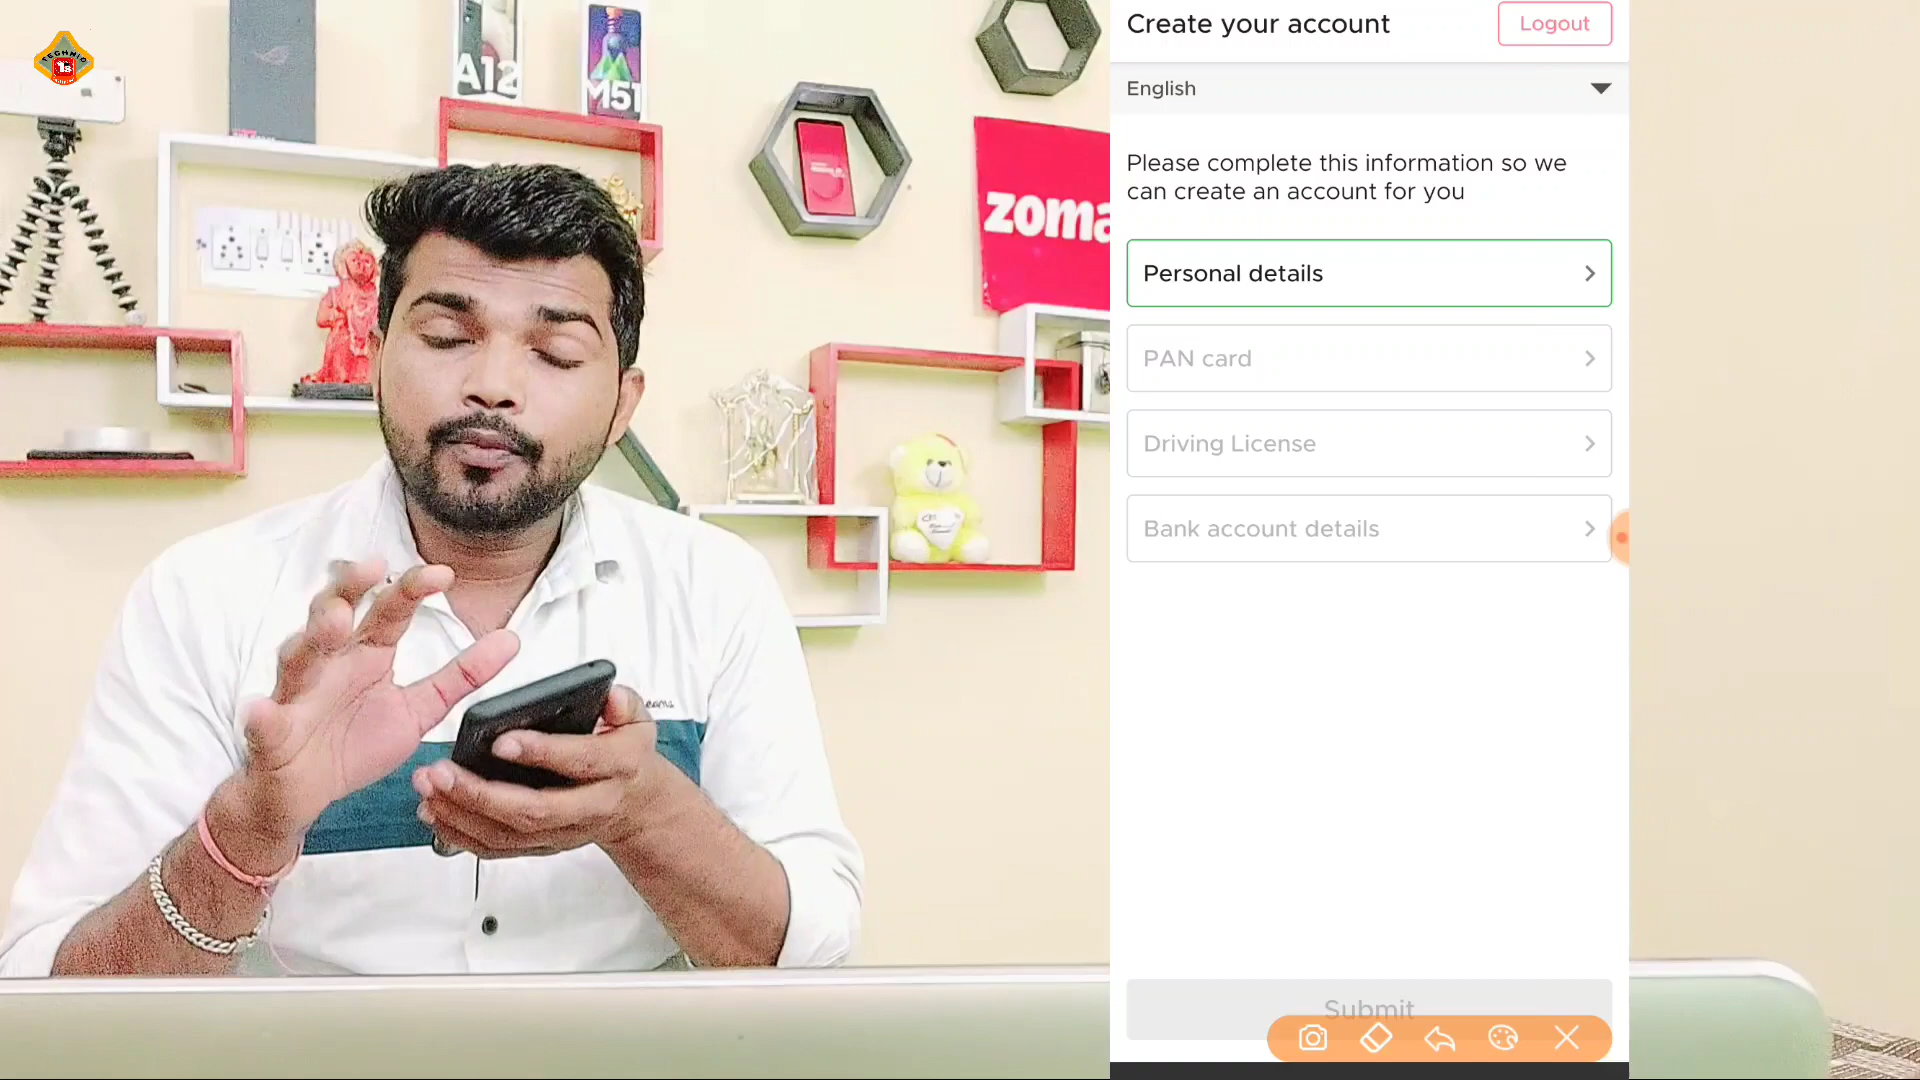 TECHNIO
A12
M51
zoma
Create your account
Logout
English
Please complete this information so we
can create an account for you
Personal details
PAN card
Driving License
Bank account details
Submit